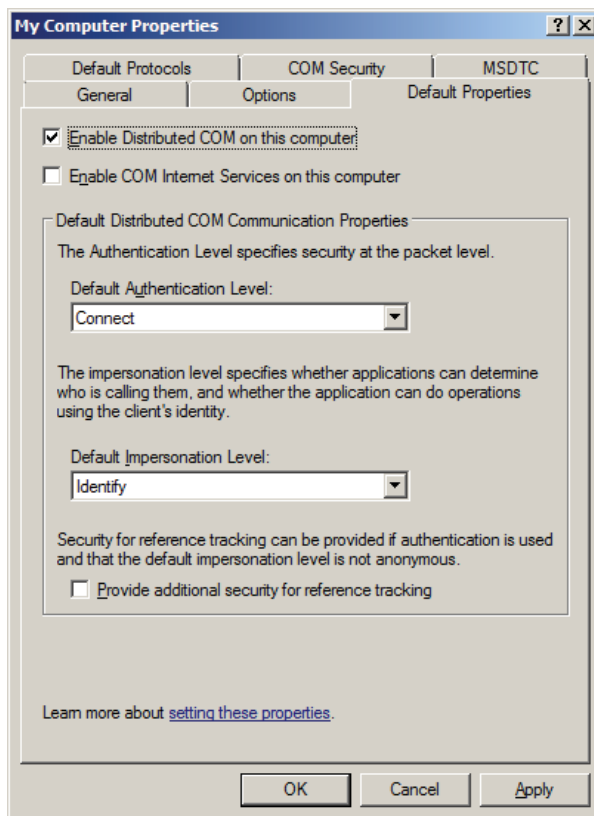 My Computer Properties
Default Protocols COM Security MSDTC
General Options Default Properties
Enable Distributed COM on this computer
Enable COM Internet Services on this computer
Default Distributed COM Communication Properties
The Authentication Level specifies security at the packet level.
Default Authentication Level:
Connect
The impersonation level specifies whether applications can determine
who is calling them, and whether the application can do operations
using the client's identity.
Default Impersonation Level:
Identify
Security for reference tracking can be provided if authentication is used
and that the default impersonation level is not anonymous.
Provide additional security for reference tracking
Learn more about setting these properties.
OK Cancel Apply